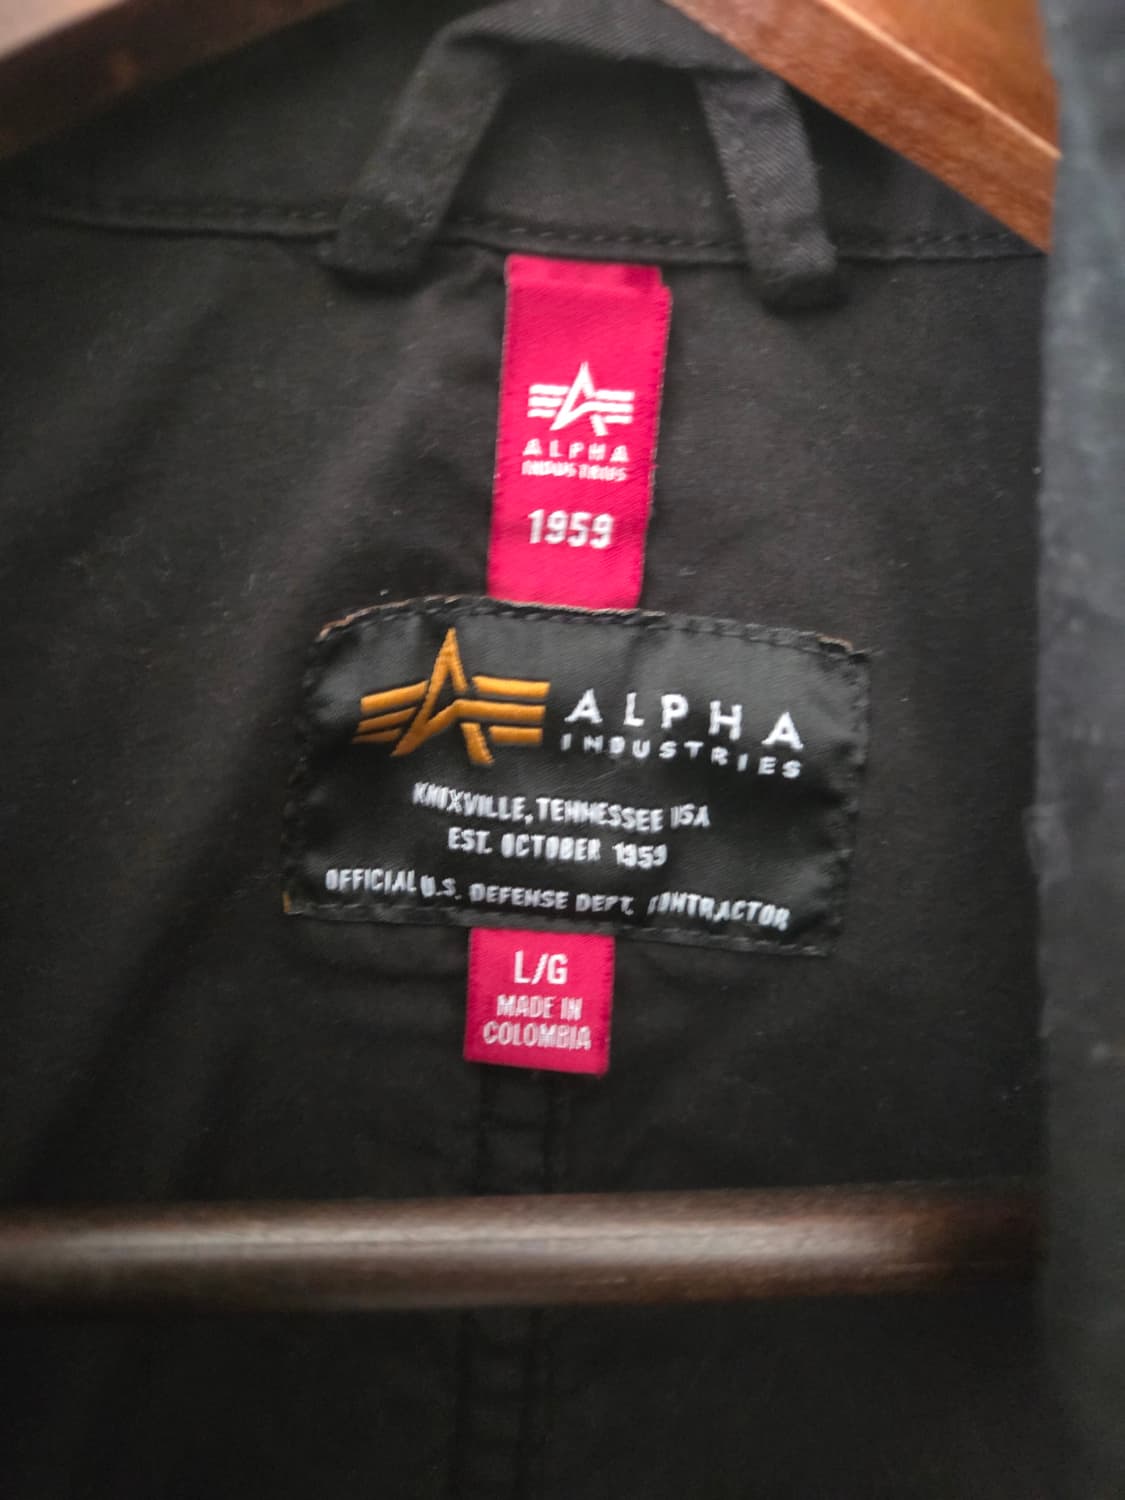 ALPHA
INDUSTRIES
1959
ALPHA
INDUSTRIES
KNOXVILLE, TENNESSEE USA
EST. OCTOBER 1959
OFFICIAL U.S. DEFENSE DEPT. CONTRACTOR
L/G
MADE IN
COLOMBIA